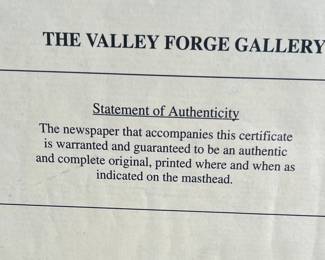 THE VALLEY FORGE GALLERY
Statement of Authenticity
The newspaper that accompanies this certificate
is warranted and guaranteed to be an authentic
and complete original, printed where and when as
indicated on the masthead.